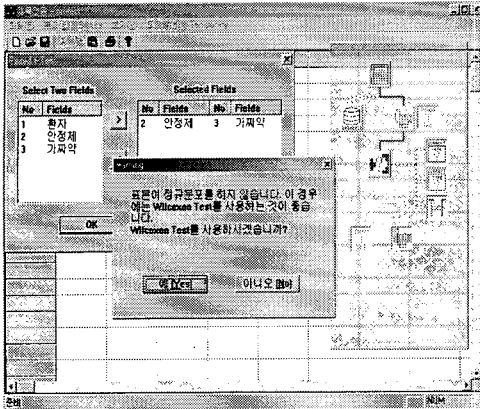 Select Two Fields
Selected Fields
No Fields
No Fields No Fields
1 환자
2 안정제
3 가짜약
2 안정제 3 가짜약
>
OK
표본이 정규분포를 하지 않습니다. 이 경우
에는 Wilcoxon Test를 사용하는 것이 좋습
니다.
Wilcoxon Test를 사용하시겠습니까?
예 [Yes]
아니오 [No]
준비
NUM